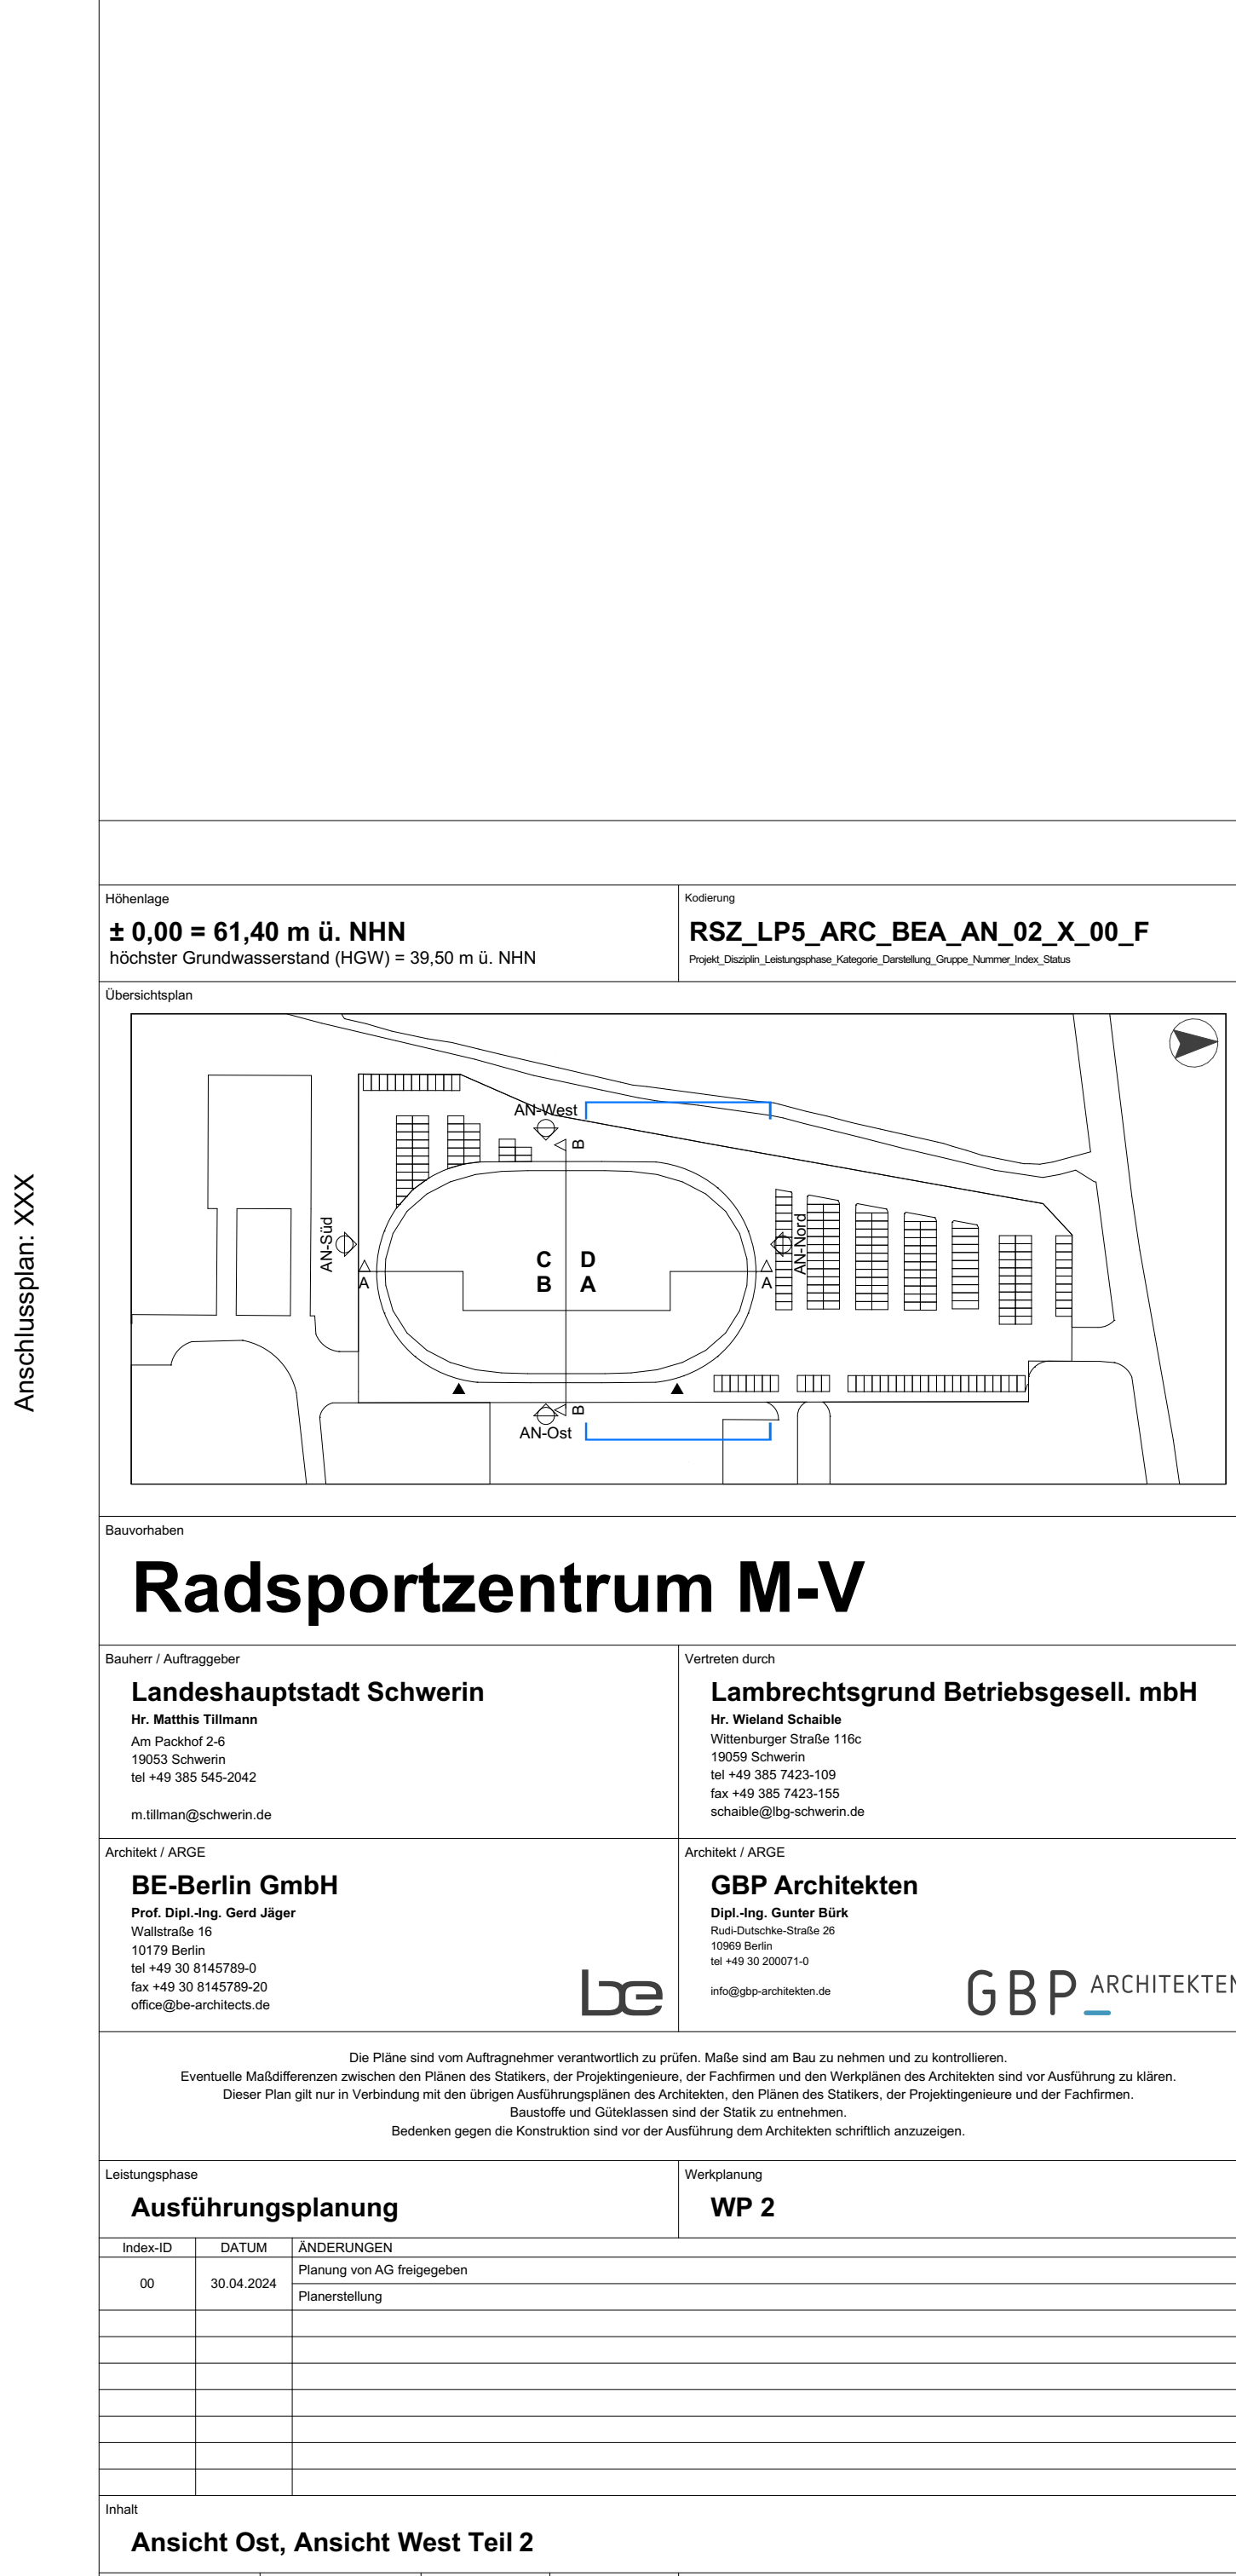 Anschlussplan: XXX
Höhenlage
± 0,00 = 61,40 m ü. NHN
höchster Grundwasserstand (HGW) = 39,50 m ü. NHN
Kodierung
RSZ_LP5_ARC_BEA_AN_02_X_00_F
Projekt_Disziplin_Leistungsphase_Kategorie_Darstellung_Gruppe_Nummer_Index_Status
Übersichtsplan
AN-West
B
AN-Süd
AN-Nord
C D
B A
A
A
B
AN-Ost
Bauvorhaben
Radsportzentrum M-V
Bauherr / Auftraggeber
Landeshauptstadt Schwerin
Hr. Matthis Tillmann
Am Packhof 2-6
19053 Schwerin
tel +49 385 545-2042
m.tillman@schwerin.de
Vertreten durch
Lambrechtsgrund Betriebsgesell. mbH
Hr. Wieland Schaible
Wittenburger Straße 116c
19059 Schwerin
tel +49 385 7423-109
fax +49 385 7423-155
schaible@lbg-schwerin.de
Architekt / ARGE
BE-Berlin GmbH
Prof. Dipl.-Ing. Gerd Jäger
Wallstraße 16
10179 Berlin
tel +49 30 8145789-0
fax +49 30 8145789-20
office@be-architects.de
be
Architekt / ARGE
GBP Architekten
Dipl.-Ing. Gunter Bürk
Rudi-Dutschke-Straße 26
10969 Berlin
tel +49 30 200071-0
info@gbp-architekten.de
GBP_ ARCHITEKTEN
Die Pläne sind vom Auftragnehmer verantwortlich zu prüfen. Maße sind am Bau zu nehmen und zu kontrollieren.
Eventuelle Maßdifferenzen zwischen den Plänen des Statikers, der Projektingenieure, der Fachfirmen und den Werkplänen des Architekten sind vor Ausführung zu klären.
Dieser Plan gilt nur in Verbindung mit den übrigen Ausführungsplänen des Architekten, den Plänen des Statikers, der Projektingenieure und der Fachfirmen.
Baustoffe und Güteklassen sind der Statik zu entnehmen.
Bedenken gegen die Konstruktion sind vor der Ausführung dem Architekten schriftlich anzuzeigen.
Leistungsphase
Ausführungsplanung
Werkplanung
WP 2
Index-ID DATUM ÄNDERUNGEN
00 30.04.2024 Planung von AG freigegeben
Planerstellung
Inhalt
Ansicht Ost, Ansicht West Teil 2